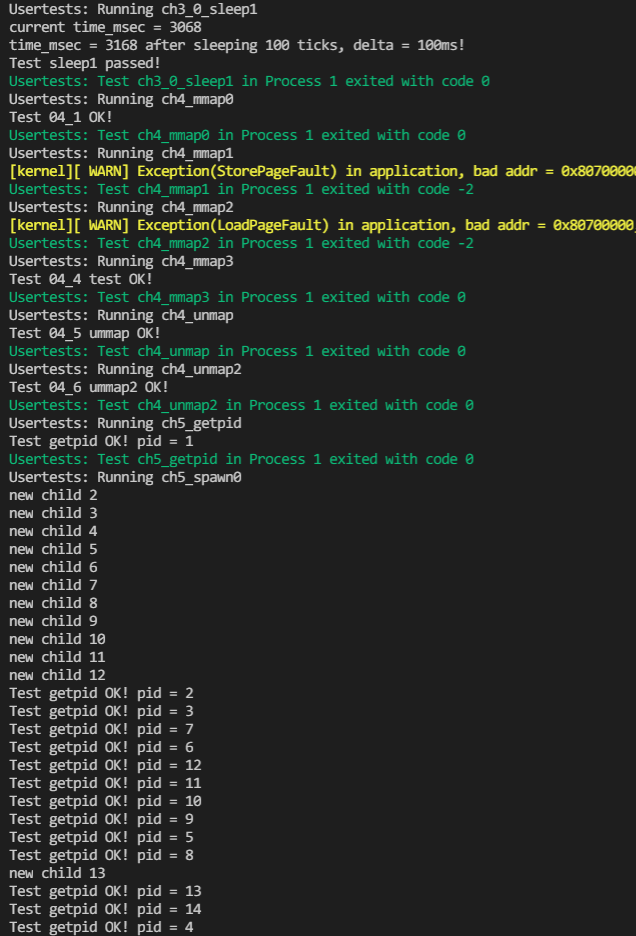 Usertests: Running ch3_0_sleep1
current time_msec = 3068
time_msec = 3168 after sleeping 100 ticks, delta = 100ms!
Test sleep1 passed!
Usertests: Test ch3_0_sleep1 in Process 1 exited with code 0
Usertests: Running ch4_mmap0
Test 04_1 OK!
Usertests: Test ch4_mmap0 in Process 1 exited with code 0
Usertests: Running ch4_mmap1
[kernel][ WARN] Exception(StorePageFault) in application, bad addr = 0x80700000
Usertests: Test ch4_mmap1 in Process 1 exited with code -2
Usertests: Running ch4_mmap2
[kernel][ WARN] Exception(LoadPageFault) in application, bad addr = 0x80700000,
Usertests: Test ch4_mmap2 in Process 1 exited with code -2
Usertests: Running ch4_mmap3
Test 04_4 test OK!
Usertests: Test ch4_mmap3 in Process 1 exited with code 0
Usertests: Running ch4_unmap
Test 04_5 ummap OK!
Usertests: Test ch4_unmap in Process 1 exited with code 0
Usertests: Running ch4_unmap2
Test 04_6 ummap2 OK!
Usertests: Test ch4_unmap2 in Process 1 exited with code 0
Usertests: Running ch5_getpid
Test getpid OK! pid = 1
Usertests: Test ch5_getpid in Process 1 exited with code 0
Usertests: Running ch5_spawn0
new child 2
new child 3
new child 4
new child 5
new child 6
new child 7
new child 8
new child 9
new child 10
new child 11
new child 12
Test getpid OK! pid = 2
Test getpid OK! pid = 3
Test getpid OK! pid = 7
Test getpid OK! pid = 6
Test getpid OK! pid = 12
Test getpid OK! pid = 11
Test getpid OK! pid = 10
Test getpid OK! pid = 9
Test getpid OK! pid = 5
Test getpid OK! pid = 8
new child 13
Test getpid OK! pid = 13
Test getpid OK! pid = 14
Test getpid OK! pid = 4